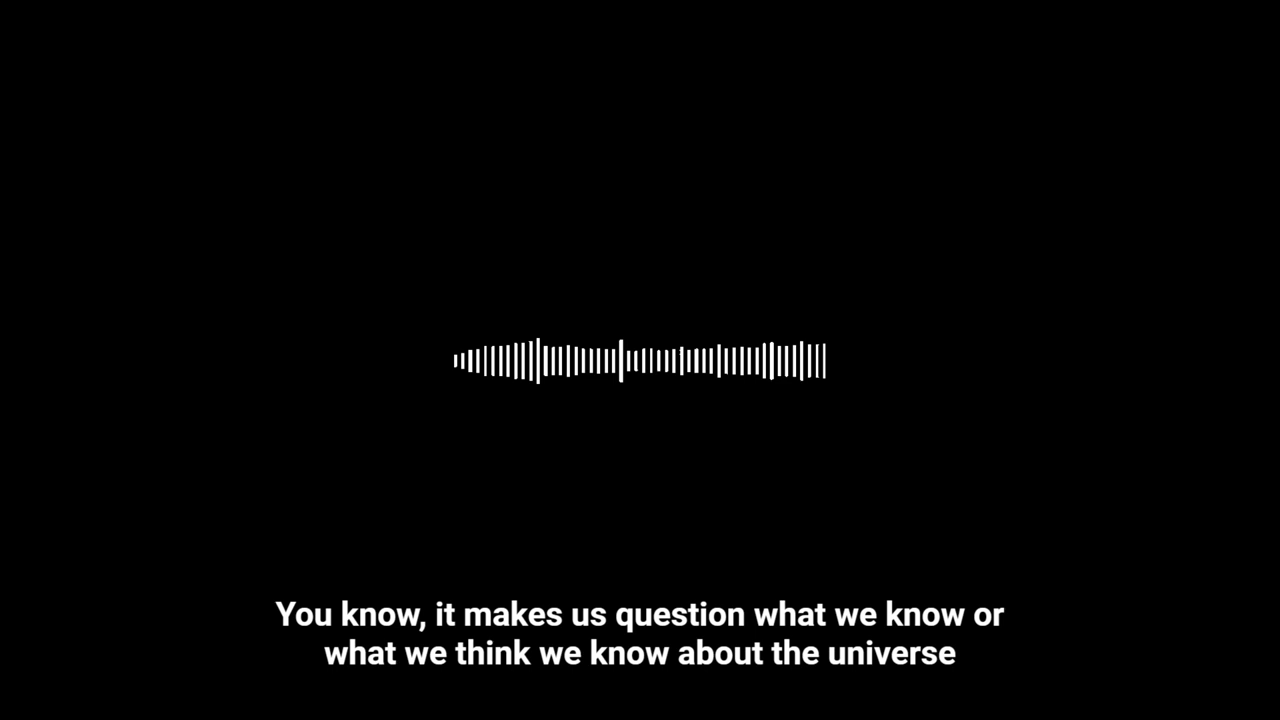 You know, it makes us question what we know or
what we think we know about the universe